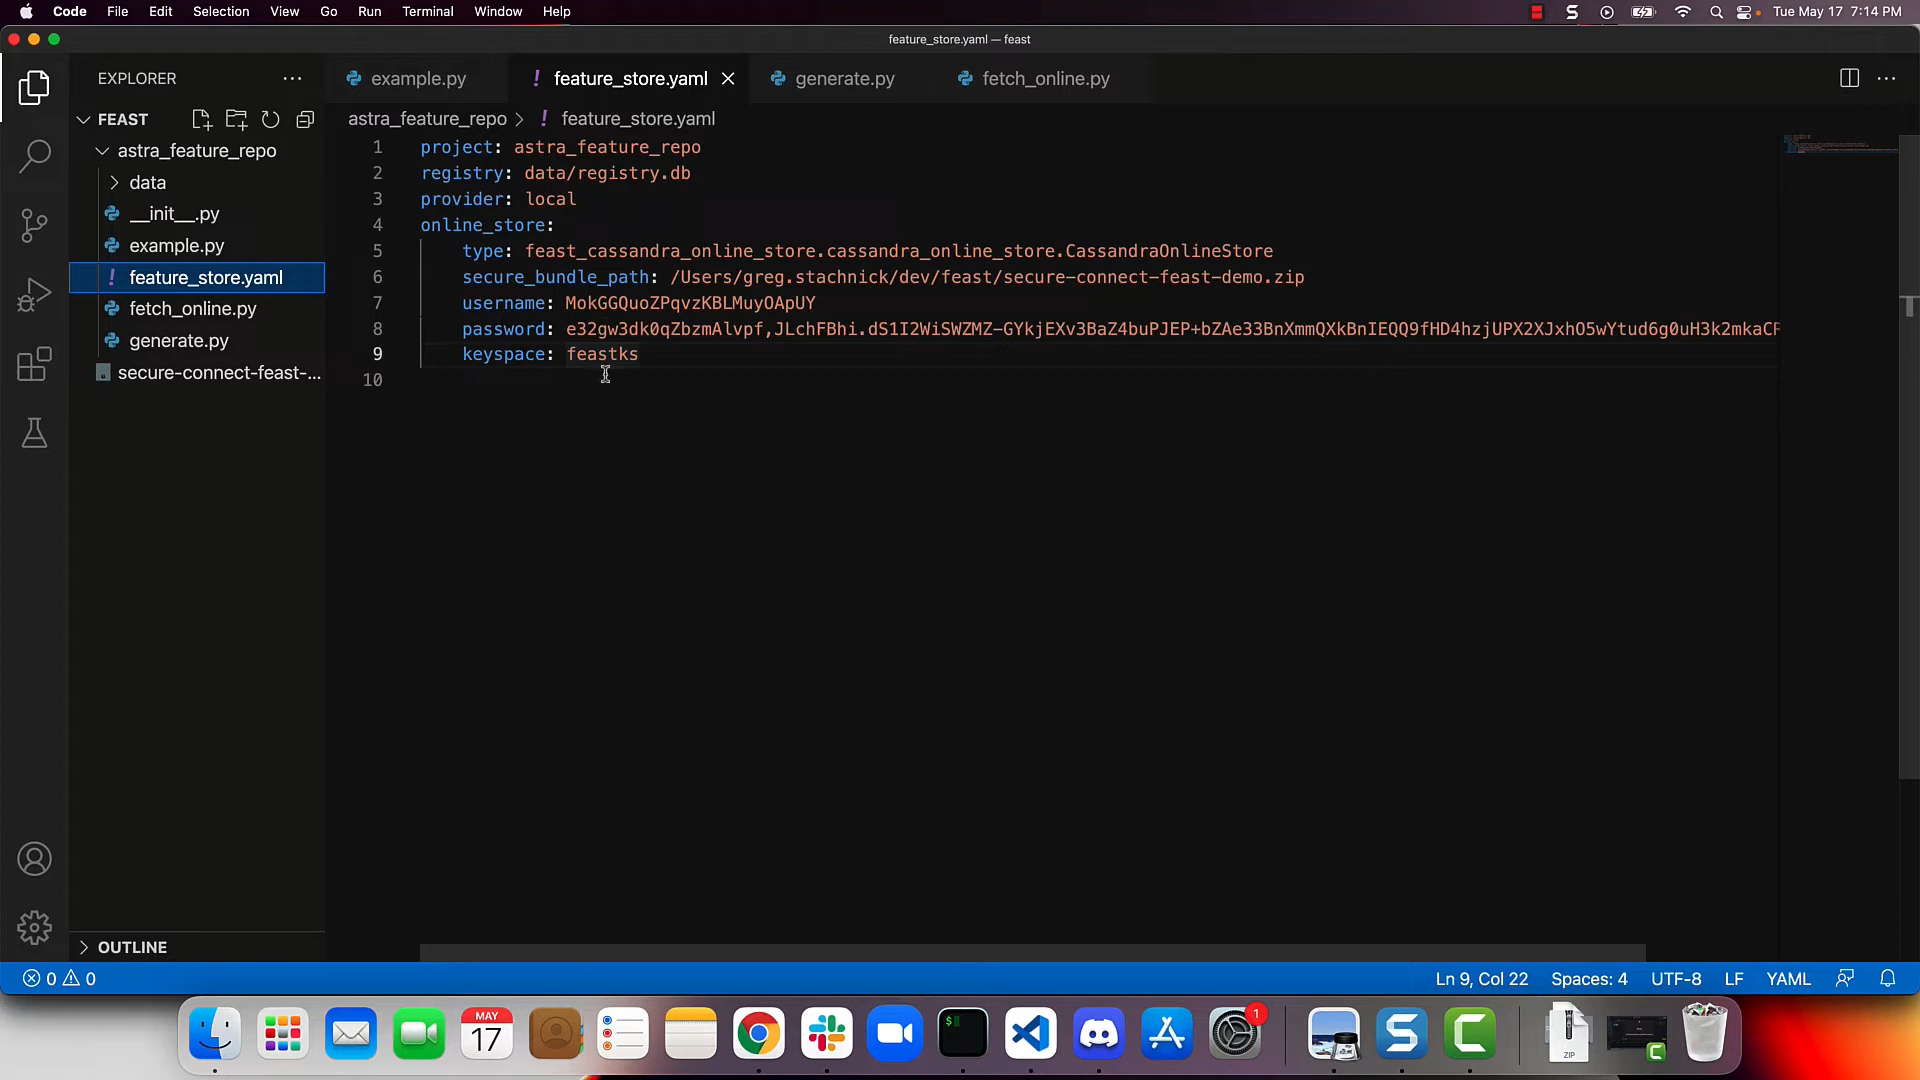 Code File Edit Selection View Go Run Terminal Window Help
Tue May 17 7:14 PM
feature_store.yaml — feast
EXPLORER
FEAST
astra_feature_repo
data
__init__.py
example.py
feature_store.yaml
fetch_online.py
generate.py
secure-connect-feast-...
OUTLINE
example.py
feature_store.yaml
generate.py
fetch_online.py
astra_feature_repo > ! feature_store.yaml
1 project: astra_feature_repo
2 registry: data/registry.db
3 provider: local
4 online_store:
5 type: feast_cassandra_online_store.cassandra_online_store.CassandraOnlineStore
6 secure_bundle_path: /Users/greg.stachnick/dev/feast/secure-connect-feast-demo.zip
7 username: MokGGQuoZPqvzKBLMuyOApUY
8 password: e32gw3dk0qZbzmAlvpf,JLchFBhi.dS1I2WiSWZMZ-GYkjEXv3BaZ4buPJEP+bZAe33BnXmmQXkBnIEQQ9fHD4hzjUPX2XJxhO5wYtud6g0uH3k2mkaC
9 keyspace: feastks
10
0 0
Ln 9, Col 22 Spaces: 4 UTF-8 LF YAML
MAY
17
1
ZIP